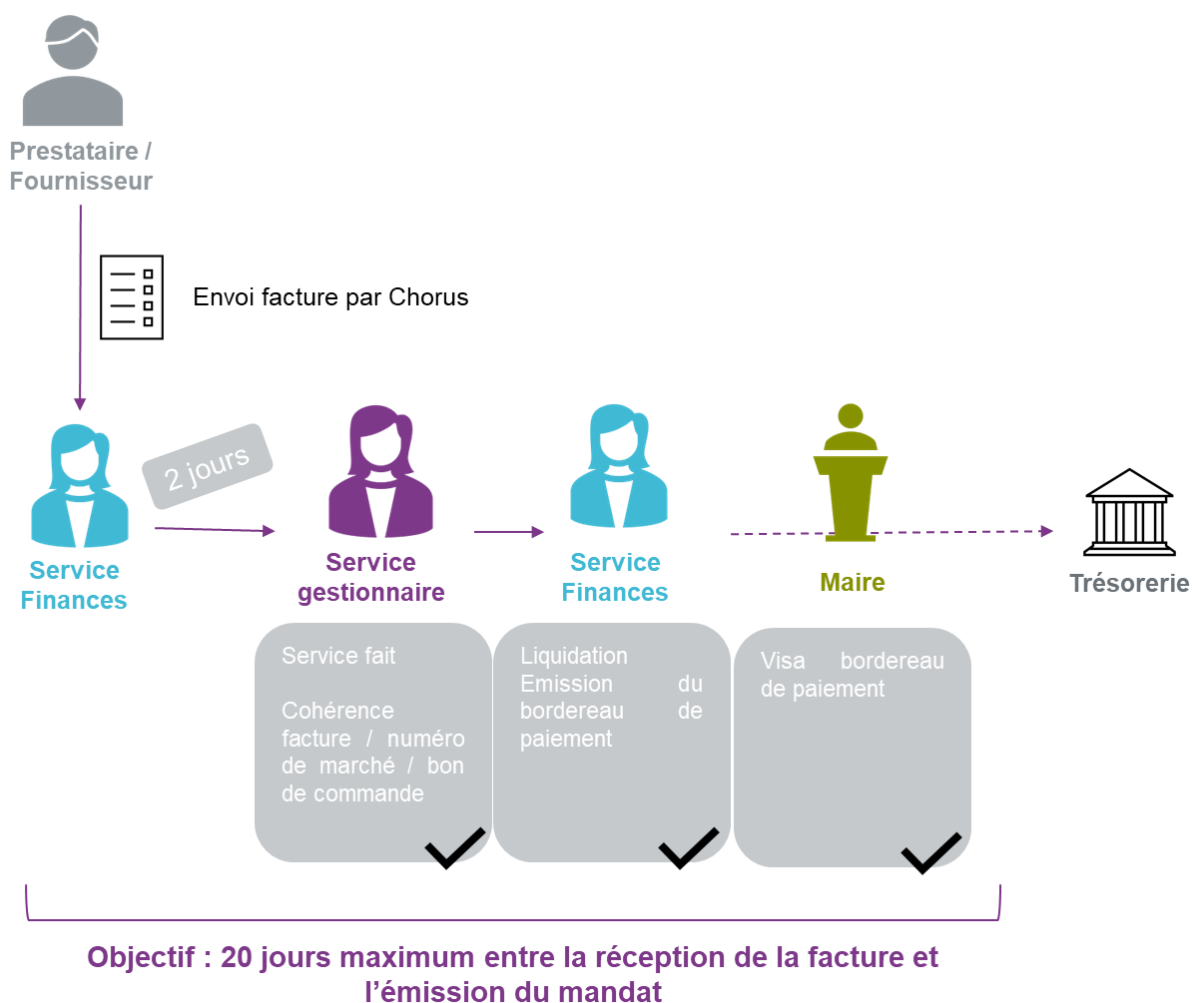 Prestataire /
Fournisseur
Envoi facture par Chorus
2 jours
Service
Finances
Service
gestionnaire
Service
Finances
Maire
Trésorerie
Service fait
Cohérence
facture / numéro
de marché / bon
de commande
Liquidation
Emission du
bordereau de
paiement
Visa bordereau
de paiement
Objectif : 20 jours maximum entre la réception de la facture et
l’émission du mandat